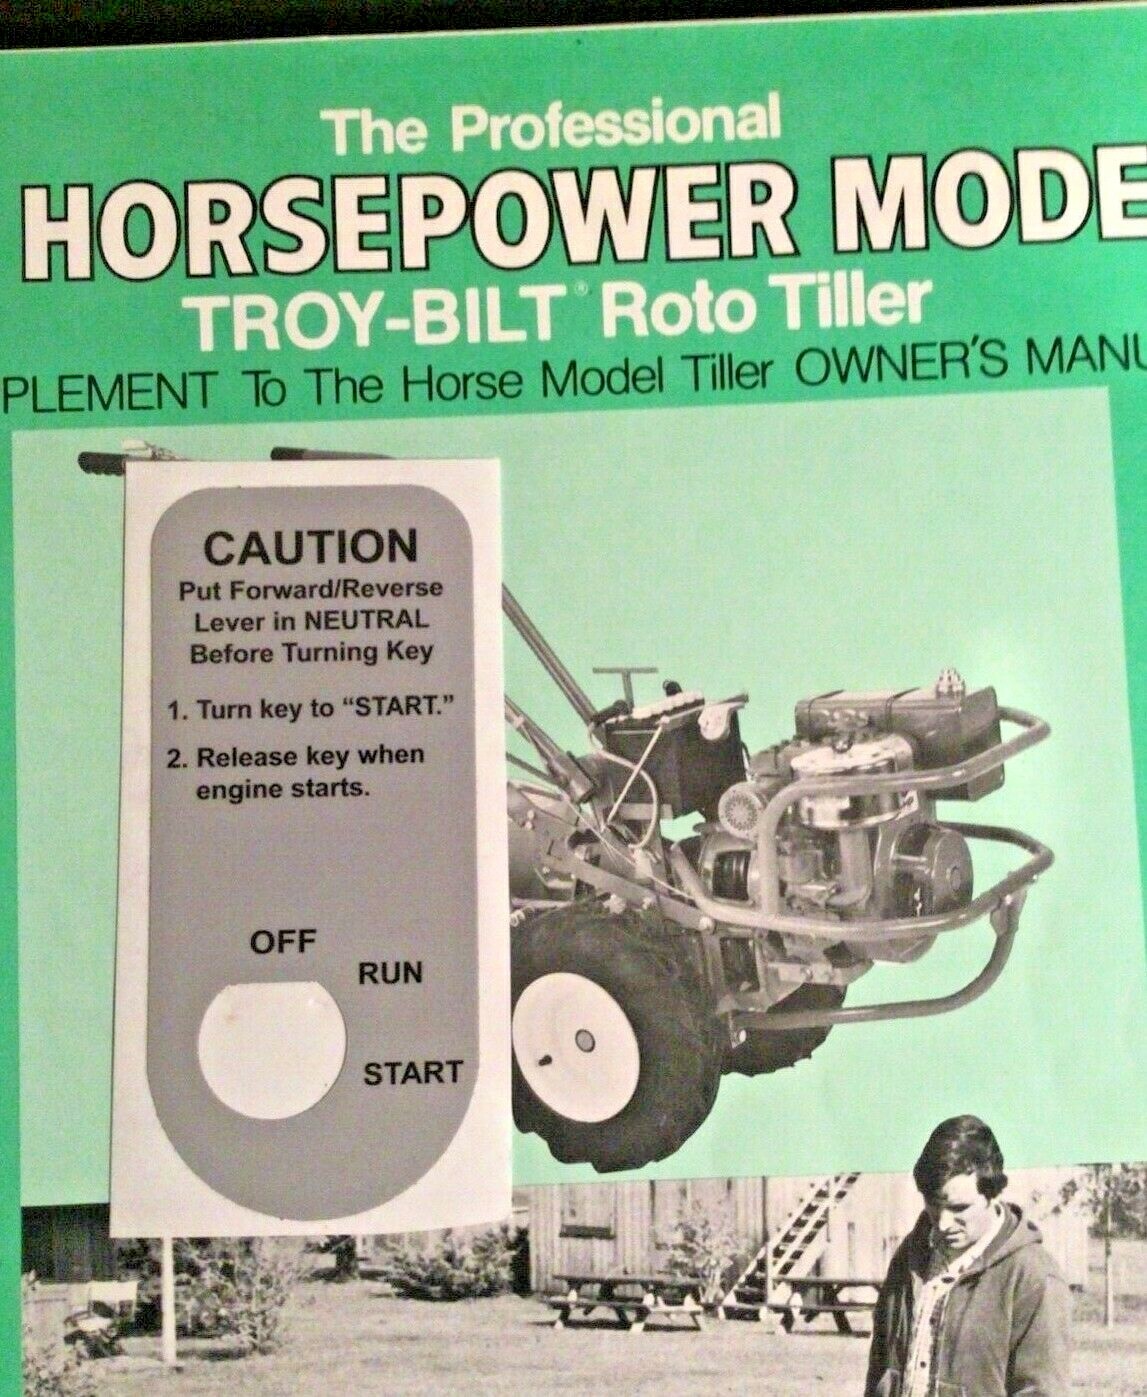 The Professional
HORSEPOWER MODE
TROY-BILT® Roto Tiller
PLEMENT To The Horse Model Tiller OWNER'S MANU
CAUTION
Put Forward/Reverse
Lever in NEUTRAL
Before Turning Key
1. Turn key to “START.”
2. Release key when
engine starts.
OFF
RUN
START